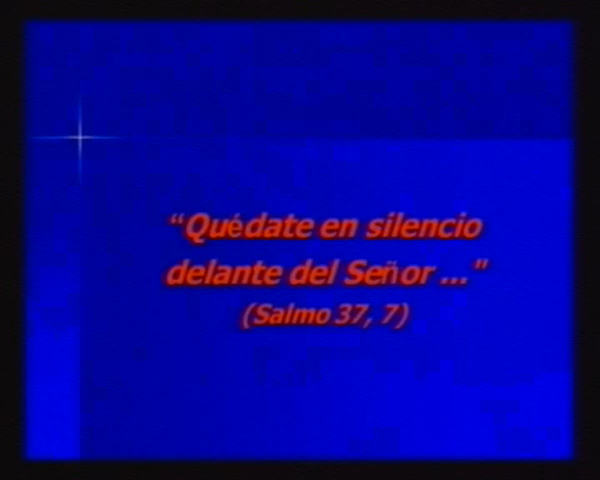 “Quédate en silencio
delante del Señor ..."
(Salmo 37, 7)